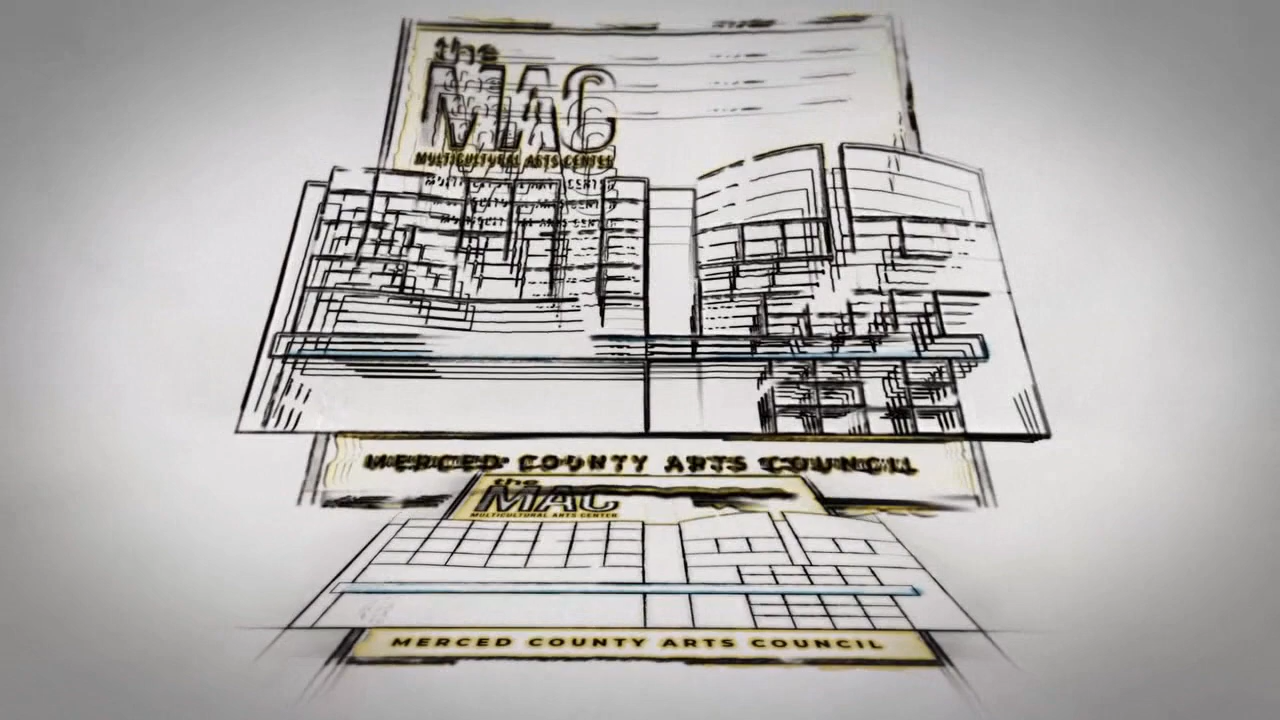 the
MAC
MULTICULTURAL ARTS CENTER
MERCED COUNTY ARTS COUNCIL
the
MAC
MULTICULTURAL ARTS CENTER
MERCED COUNTY ARTS COUNCIL